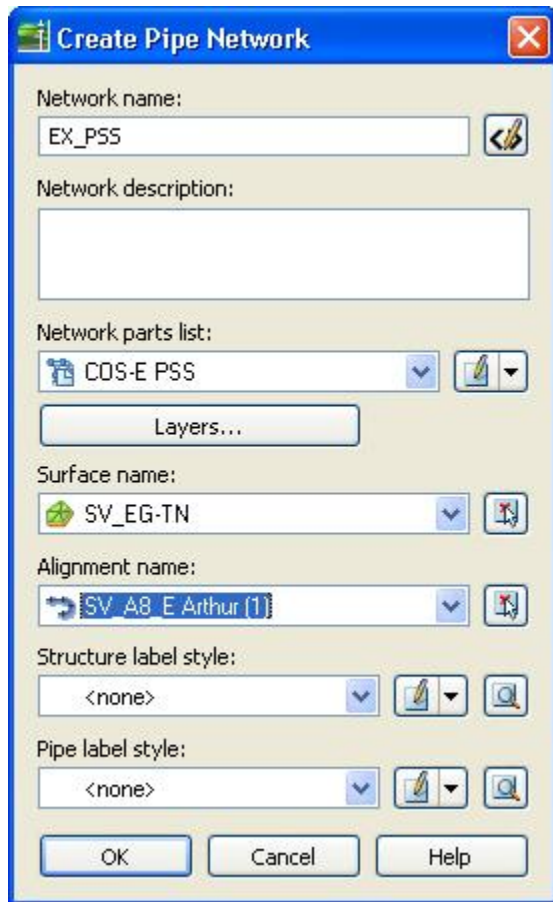 Create Pipe Network
Network name:
EX_PSS
Network description:
Network parts list:
COS-E PSS
Layers...
Surface name:
SV_EG-TN
Alignment name:
SV_A8_E Arthur (1)
Structure label style:
<none>
Pipe label style:
<none>
OK Cancel Help